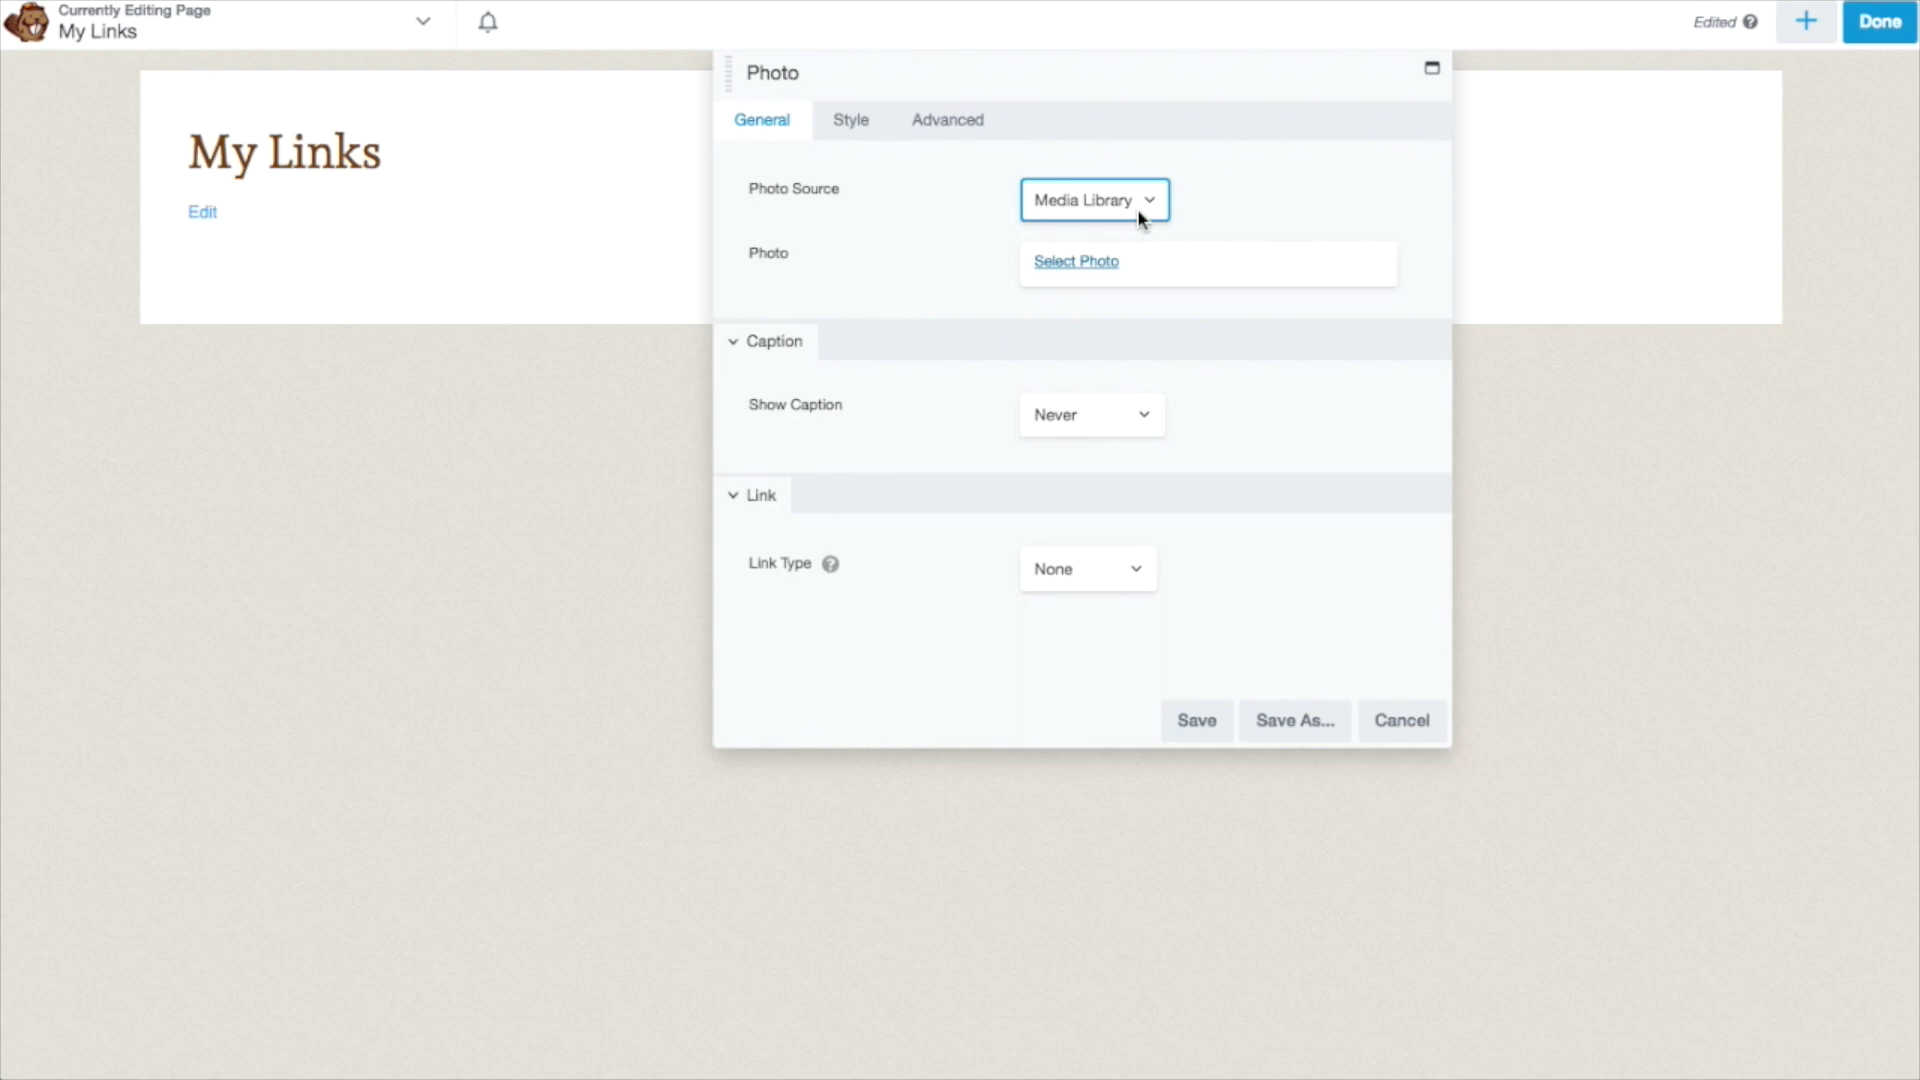 Currently Editing Page
My Links
Edited
Done
Photo
General
Style
Advanced
My Links
Edit
Photo Source
Media Library
Photo
Select Photo
Caption
Show Caption
Never
Link
Link Type
None
Save
Save As...
Cancel